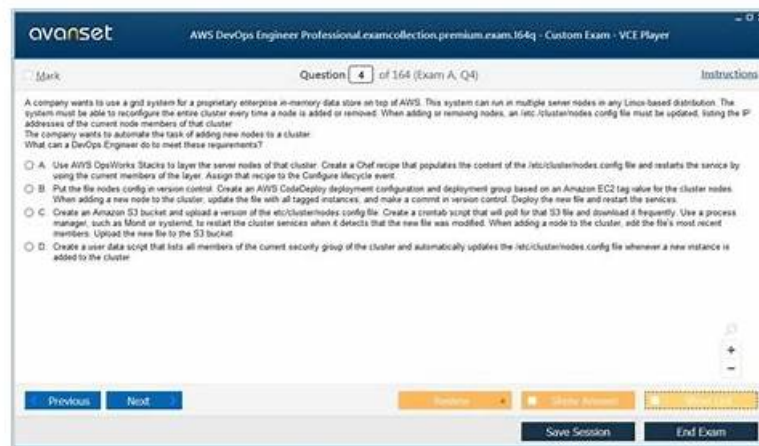 avanset
AWS DevOps Engineer Professional.examcollection.premium.exam.164q - Custom Exam - VCE Player
Mark
Question 4 of 164 (Exam A, Q4)
Instructions
A company wants to use a grid system for a proprietary enterprise in-memory data store on top of AWS. This system can run in multiple server nodes in any Linux-based distribution. The
system must be able to reconfigure the entire cluster every time a node is added or removed. When adding or removing nodes, an /etc./cluster/nodes.config file must be updated, listing the IP
addresses of the current node members of that cluster
The company wants to automate the task of adding new nodes to a cluster.
What can a DevOps Engineer do to meet these requirements?
A. Use AWS OpsWorks Stacks to layer the server nodes of that cluster. Create a Chef recipe that populates the content of the /etc/cluster/nodes.config file and restarts the service by
using the current members of the layer. Assign that recipe to the Configure lifecycle event.
B. Put the file nodes.config in version control. Create an AWS CodeDeploy deployment configuration and deployment group based on an Amazon EC2 tag value for the cluster nodes.
When adding a new node to the cluster, update the file with all tagged instances, and make a commit in version control. Deploy the new file and restart the services.
C. Create an Amazon S3 bucket and upload a version of the etc/cluster/nodes.config file. Create a crontab script that will poll for that S3 file and download it frequently. Use a process
manager, such as Monit or systemd, to restart the cluster services when it detects that the new file was modified. When adding a node to the cluster, edit the file's most recent
members. Upload the new file to the S3 bucket.
D. Create a user data script that lists all members of the current security group of the cluster and automatically updates the /etc/cluster/nodes.config file whenever a new instance is
added to the cluster
Previous
Next
Review
Show Answer
Save Session
End Exam